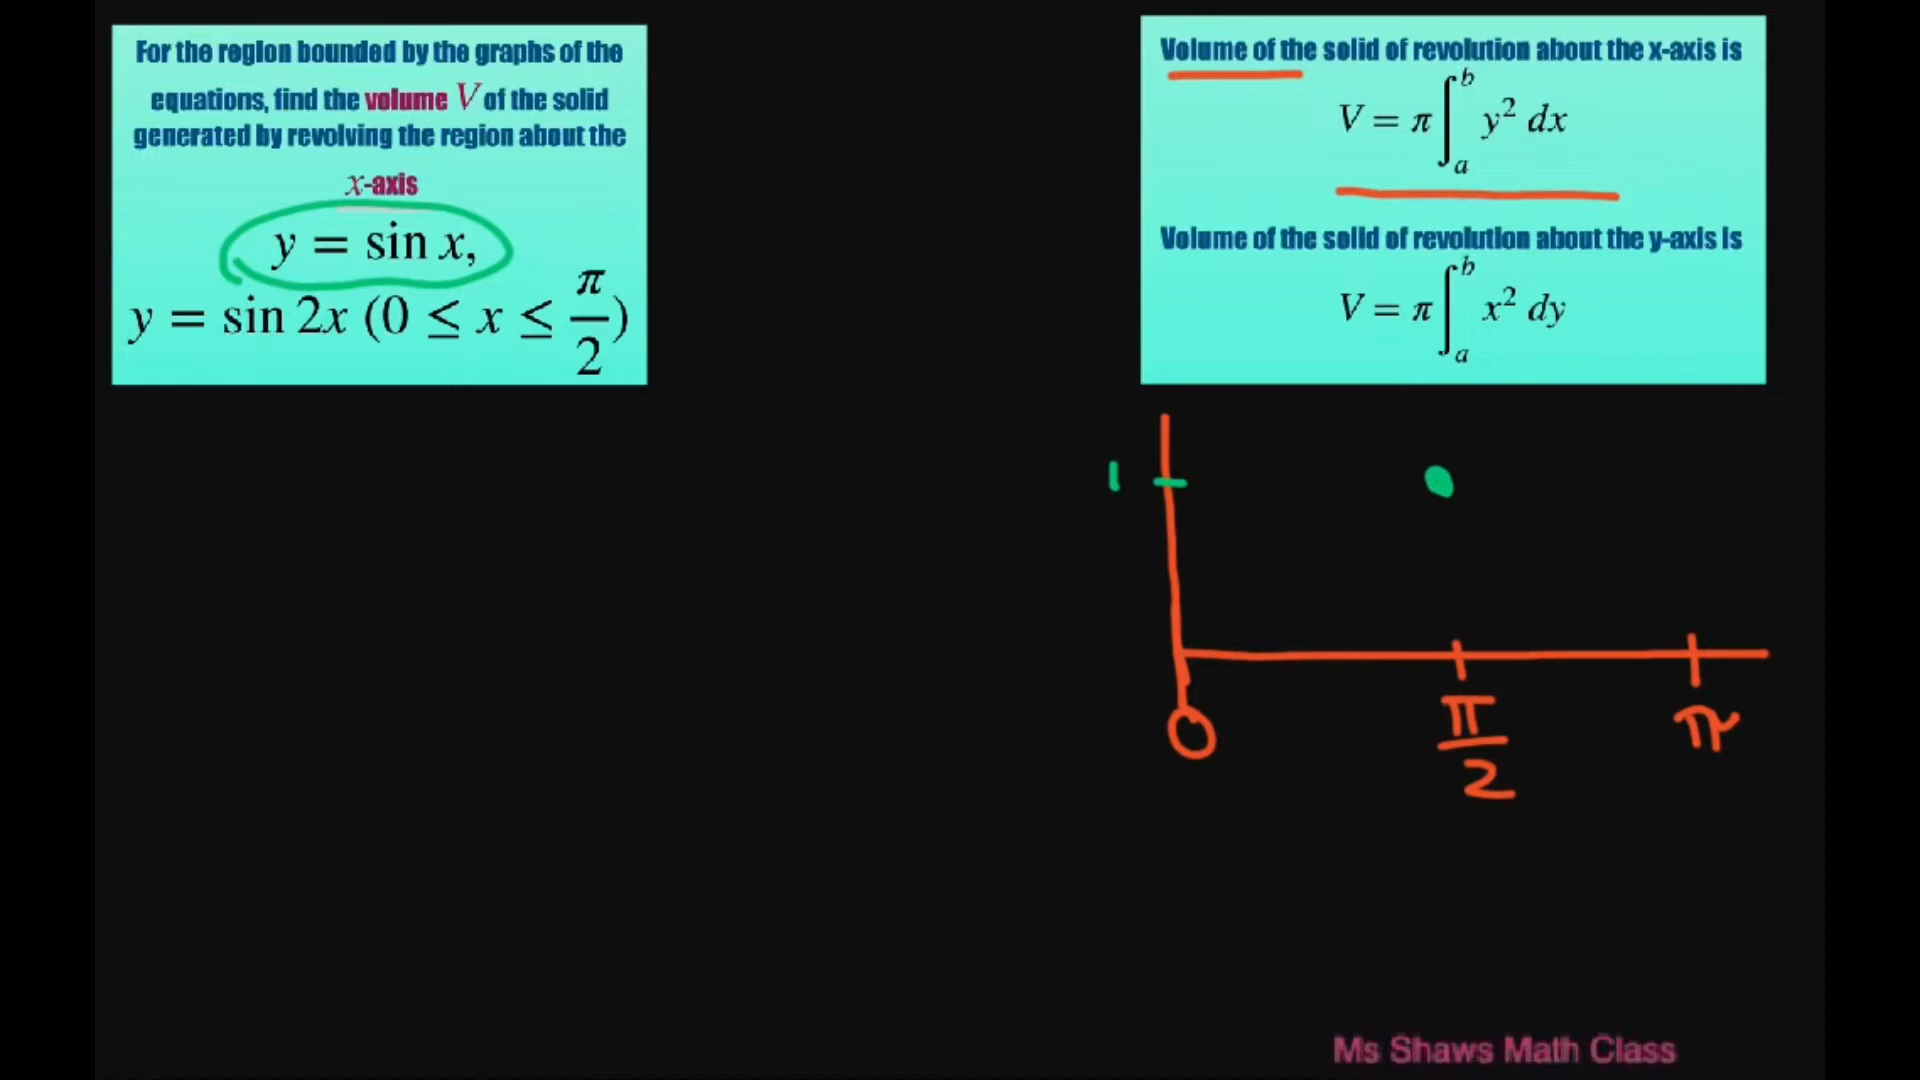 For the region bounded by the graphs of the
equations, find the volume V of the solid
generated by revolving the region about the
x-axis
y = sin x,
y = sin 2x (0 ≤ x ≤ π/2)
Volume of the solid of revolution about the x-axis is
V = π ∫_a^b y² dx
Volume of the solid of revolution about the y-axis is
V = π ∫_a^b x² dy
1
0 π/2 π
Ms Shaws Math Class